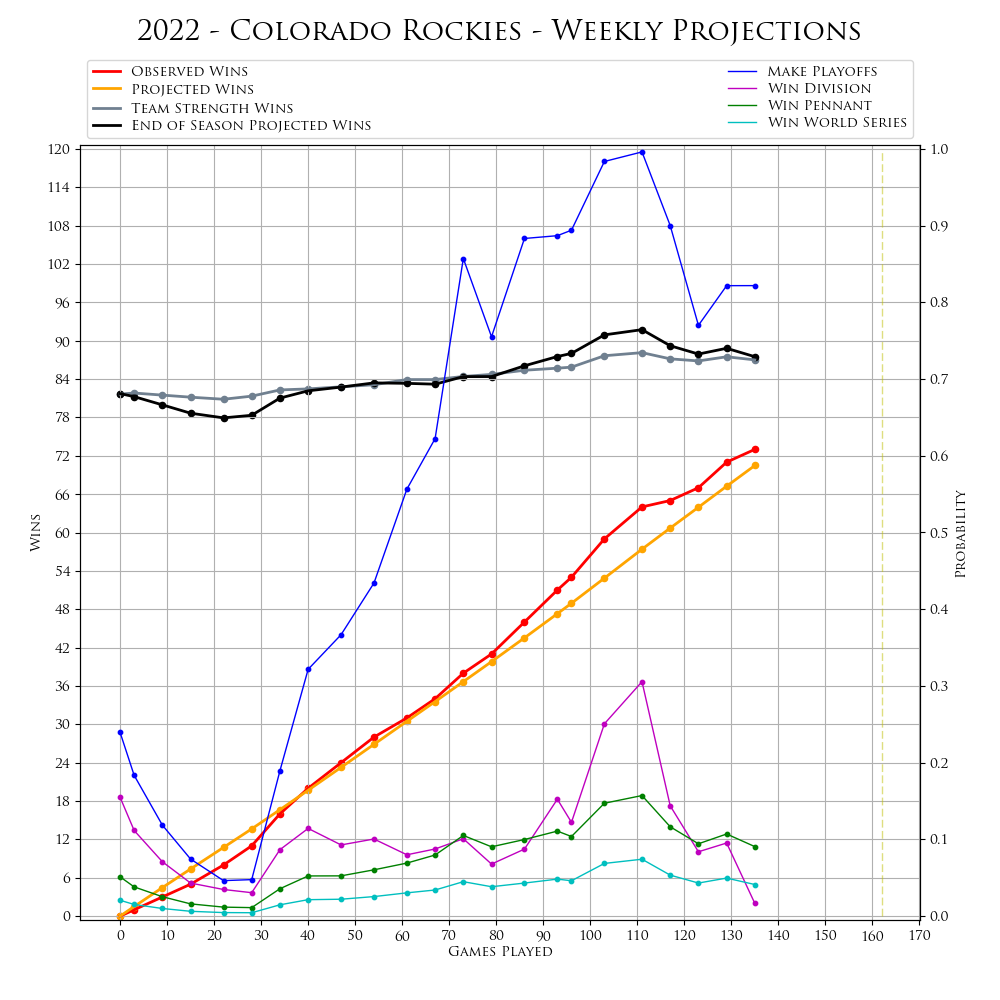 2022 - Colorado Rockies - Weekly Projections
Observed Wins
Projected Wins
Team Strength Wins
End of Season Projected Wins
Make Playoffs
Win Division
Win Pennant
Win World Series
120
114
108
102
96
90
84
78
72
66
60
54
48
42
36
30
24
18
12
6
0
Wins
1.0
0.9
0.8
0.7
0.6
0.5
0.4
0.3
0.2
0.1
0.0
Probability
0 10 20 30 40 50 60 70 80 90 100 110 120 130 140 150 160 170
Games Played